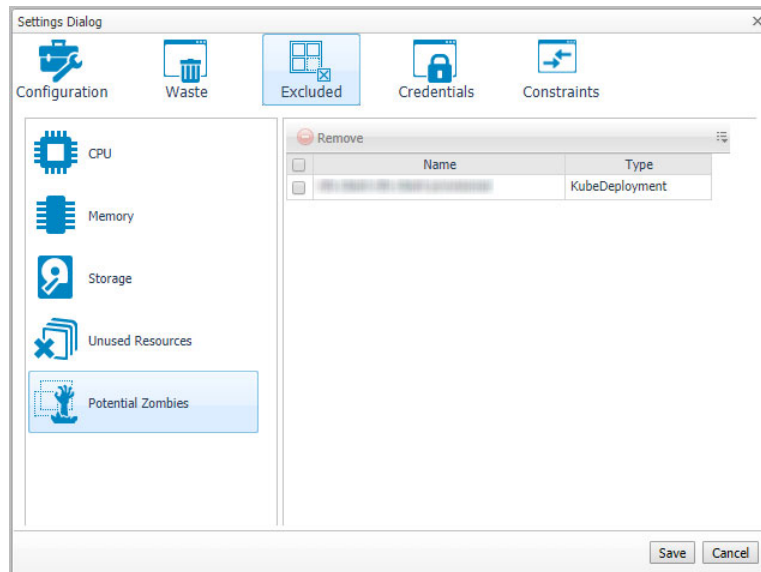 Settings Dialog
Configuration Waste Excluded Credentials Constraints
CPU
Memory
Storage
Unused Resources
Potential Zombies
Remove
Name Type
KubeDeployment
Save Cancel